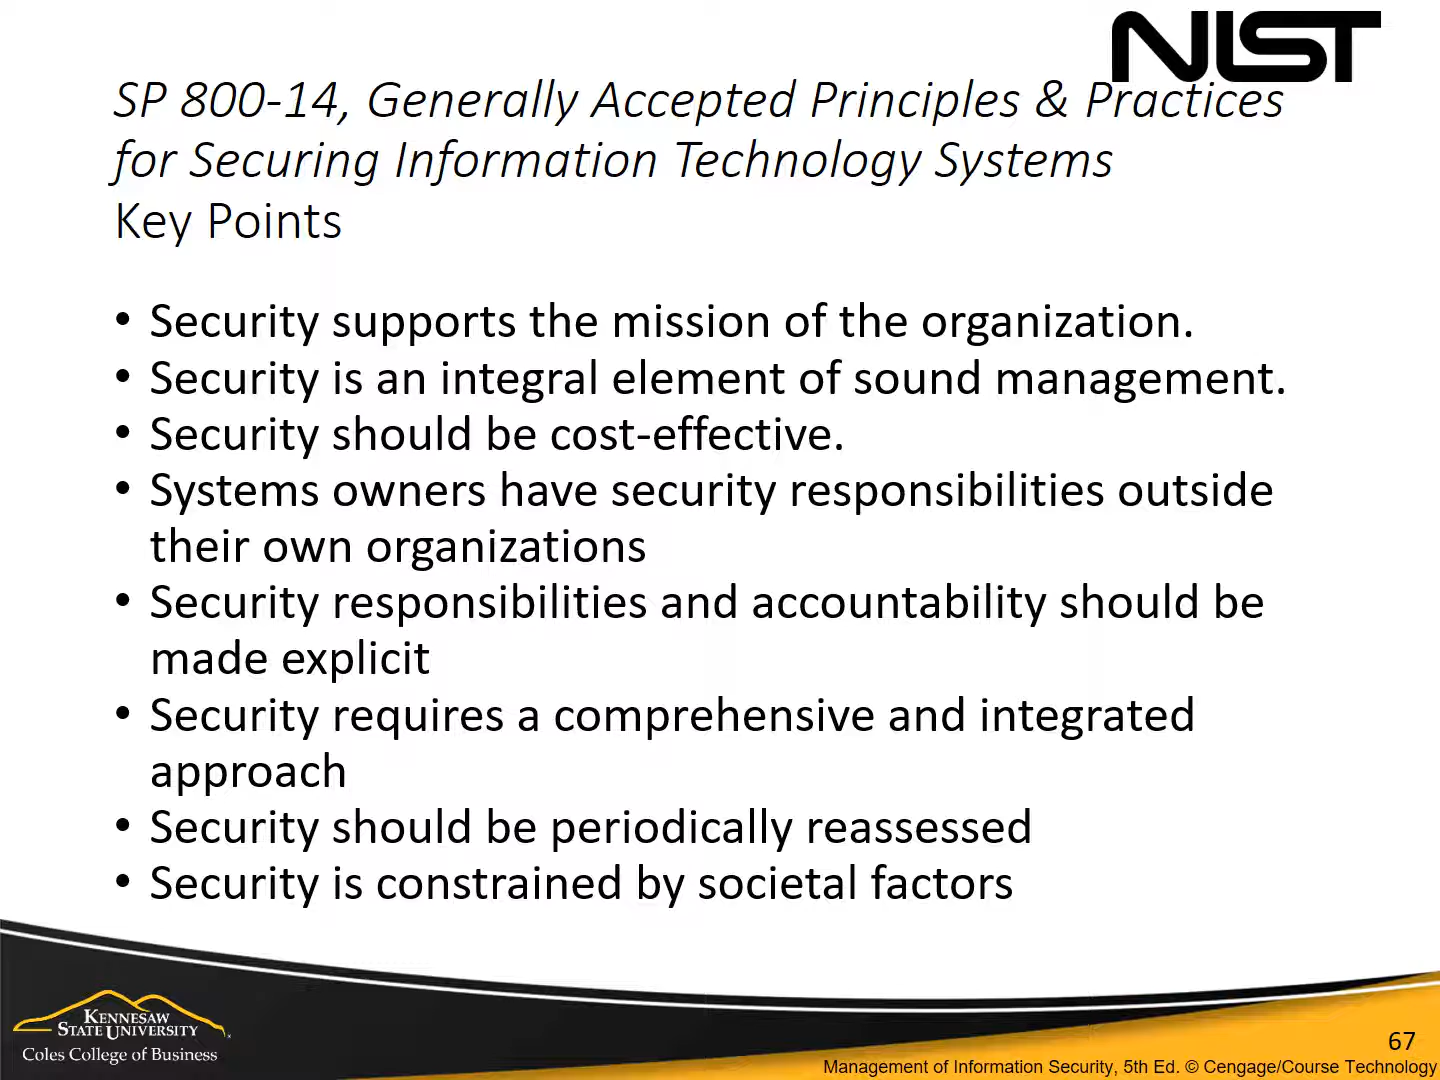 NIST
SP 800-14, Generally Accepted Principles & Practices
for Securing Information Technology Systems
Key Points
• Security supports the mission of the organization.
• Security is an integral element of sound management.
• Security should be cost-effective.
• Systems owners have security responsibilities outside
their own organizations
• Security responsibilities and accountability should be
made explicit
• Security requires a comprehensive and integrated
approach
• Security should be periodically reassessed
• Security is constrained by societal factors
KENNESAW
STATE UNIVERSITY
Coles College of Business
67
Management of Information Security, 5th Ed. © Cengage/Course Technology